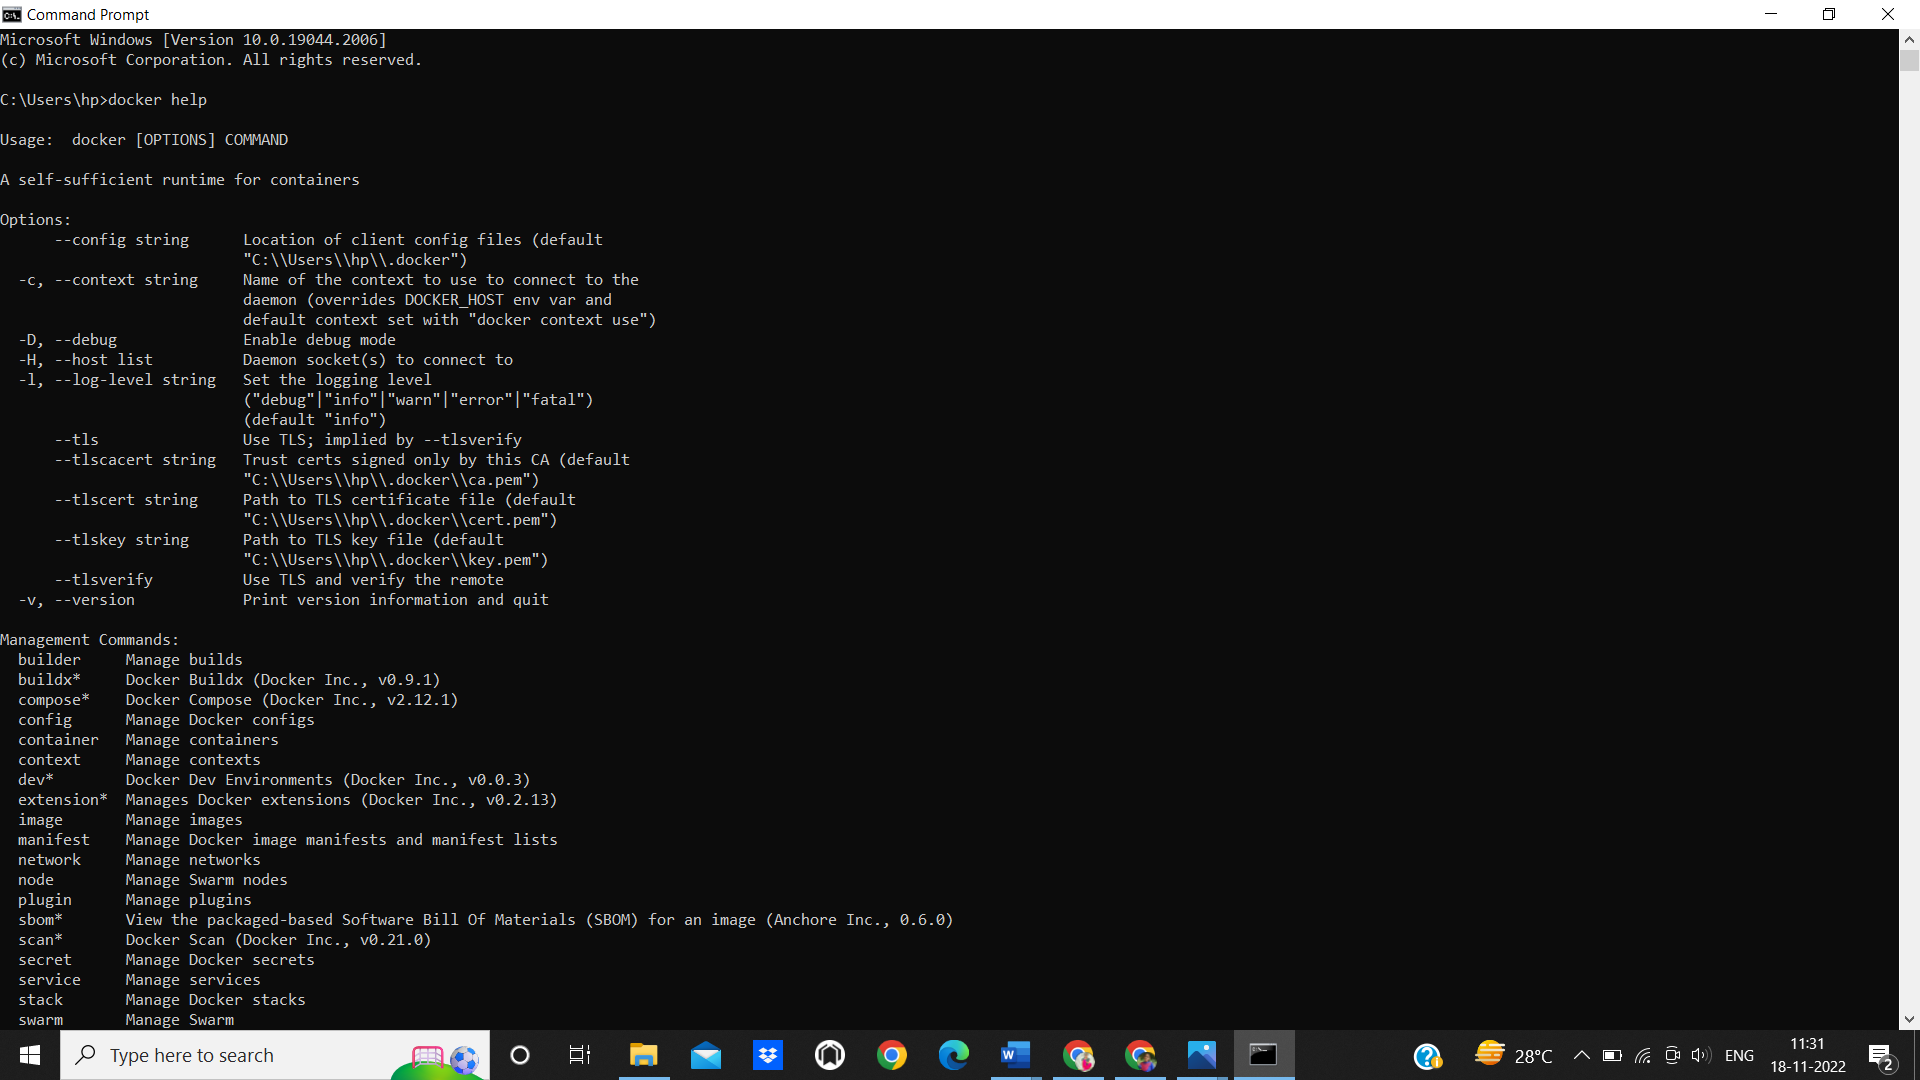 Command Prompt
Microsoft Windows [Version 10.0.19044.2006]
(c) Microsoft Corporation. All rights reserved.
C:\Users\hp>docker help
Usage:  docker [OPTIONS] COMMAND
A self-sufficient runtime for containers
Options:
      --config string      Location of client config files (default
                           "C:\\Users\\hp\\.docker")
  -c, --context string     Name of the context to use to connect to the
                           daemon (overrides DOCKER_HOST env var and
                           default context set with "docker context use")
  -D, --debug              Enable debug mode
  -H, --host list          Daemon socket(s) to connect to
  -l, --log-level string   Set the logging level
                           ("debug"|"info"|"warn"|"error"|"fatal")
                           (default "info")
      --tls                Use TLS; implied by --tlsverify
      --tlscacert string   Trust certs signed only by this CA (default
                           "C:\\Users\\hp\\.docker\\ca.pem")
      --tlscert string     Path to TLS certificate file (default
                           "C:\\Users\\hp\\.docker\\cert.pem")
      --tlskey string      Path to TLS key file (default
                           "C:\\Users\\hp\\.docker\\key.pem")
      --tlsverify          Use TLS and verify the remote
  -v, --version            Print version information and quit
Management Commands:
  builder     Manage builds
  buildx*     Docker Buildx (Docker Inc., v0.9.1)
  compose*    Docker Compose (Docker Inc., v2.12.1)
  config      Manage Docker configs
  container   Manage containers
  context     Manage contexts
  dev*        Docker Dev Environments (Docker Inc., v0.0.3)
  extension*  Manages Docker extensions (Docker Inc., v0.2.13)
  image       Manage images
  manifest    Manage Docker image manifests and manifest lists
  network     Manage networks
  node        Manage Swarm nodes
  plugin      Manage plugins
  sbom*       View the packaged-based Software Bill Of Materials (SBOM) for an image (Anchore Inc., 0.6.0)
  scan*       Docker Scan (Docker Inc., v0.21.0)
  secret      Manage Docker secrets
  service     Manage services
  stack       Manage Docker stacks
  swarm       Manage Swarm
Type here to search
28°C
ENG
11:31
18-11-2022
2